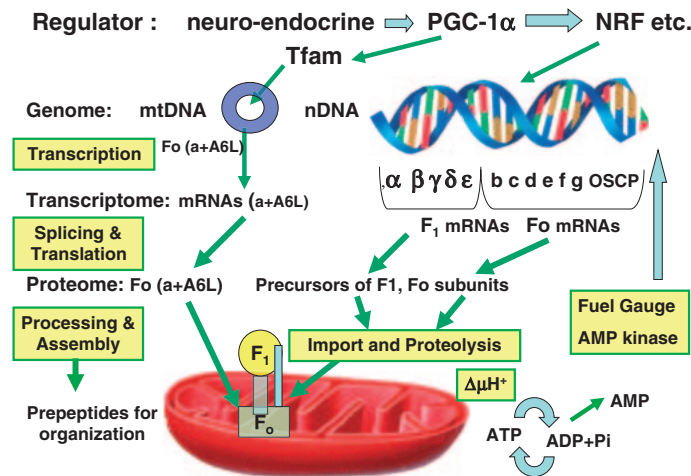 Regulator : neuro-endocrine PGC-1α NRF etc.
Tfam
Genome: mtDNA nDNA
Transcription Fo (a+A6L)
Transcriptome: mRNAs (a+A6L)
,α β γ δ ε b c d e f g OSCP
F1 mRNAs Fo mRNAs
Splicing &
Translation
Proteome: Fo (a+A6L) Precursors of F1, Fo subunits
Processing &
Assembly
Fuel Gauge
AMP kinase
F1 Import and Proteolysis
ΔμH+
Prepeptides for
organization
Fo
AMP
ATP ADP+Pi